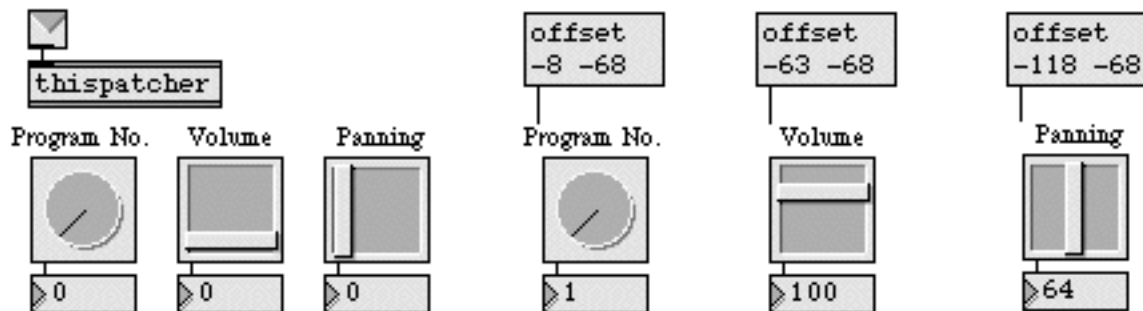 thispatcher
Program No.
0
Volume
0
Panning
0
offset
-8 -68
Program No.
1
offset
-63 -68
Volume
100
offset
-118 -68
Panning
64